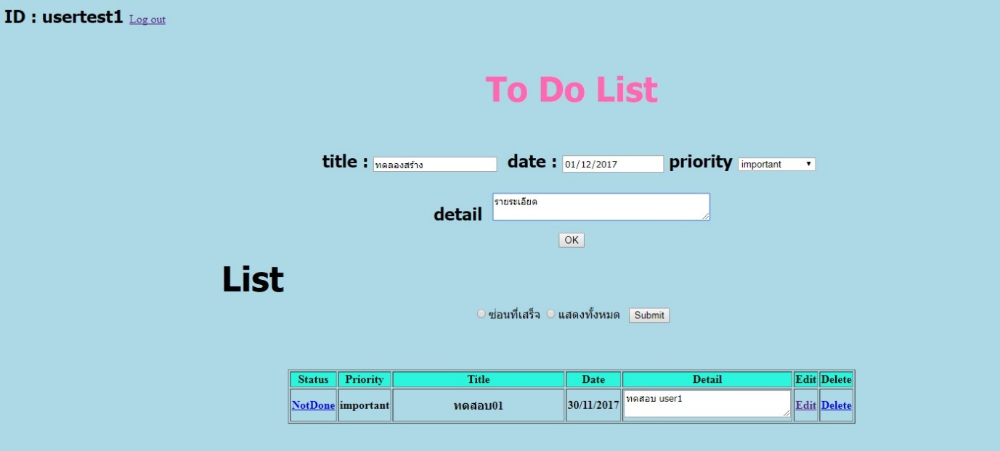 ID : usertest1 Log out
To Do List
title : ทดลองสร้าง date : 01/12/2017 priority important
detail รายระเอียด
OK
List
ซ่อนที่เสร็จ แสดงทั้งหมด Submit
Status Priority Title Date Detail Edit Delete
NotDone important ทดสอบ01 30/11/2017 ทดสอบ user1 Edit Delete